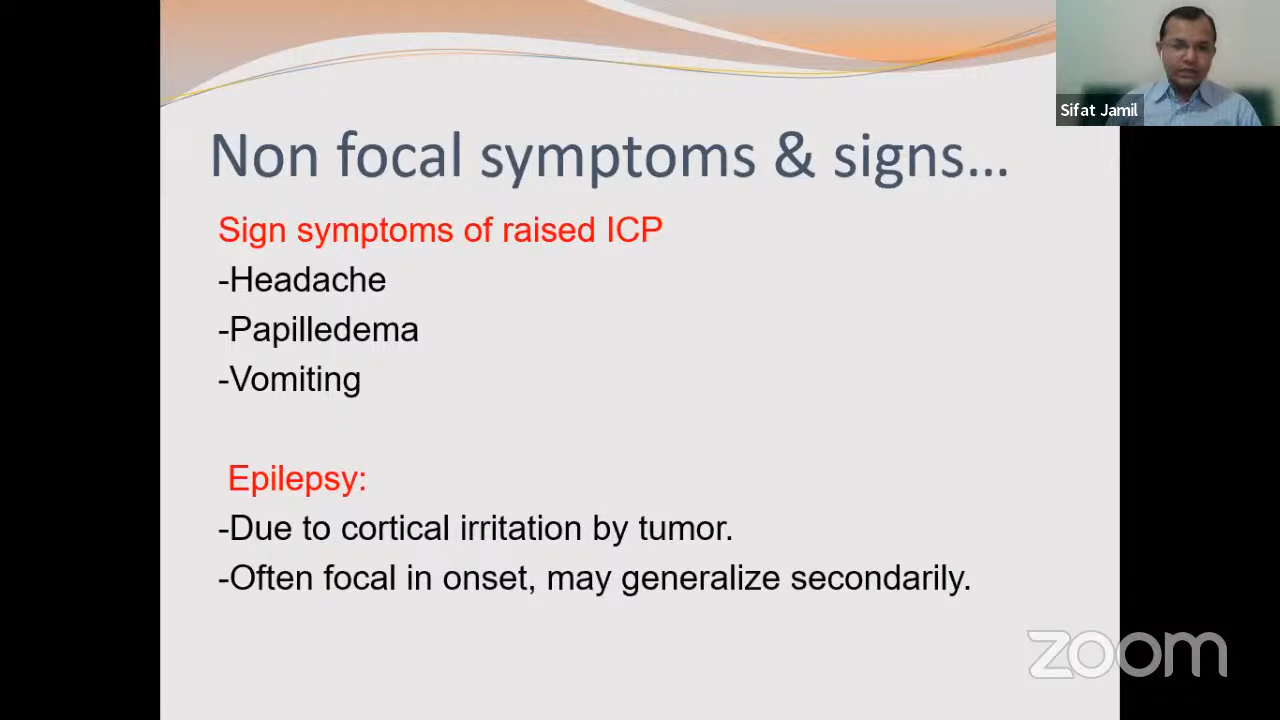 Sifat Jamil
Non focal symptoms & signs...
Sign symptoms of raised ICP
-Headache
-Papilledema
-Vomiting
Epilepsy:
-Due to cortical irritation by tumor.
-Often focal in onset, may generalize secondarily.
zoom